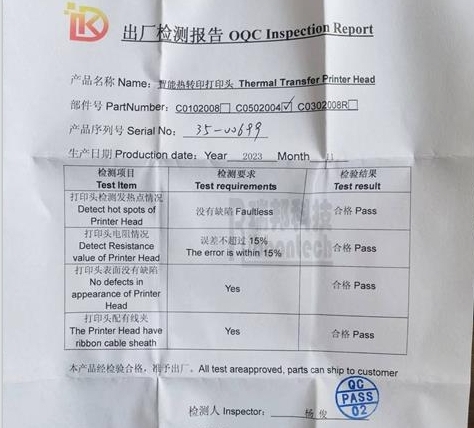 出厂检测报告 OQC Inspection Report
产品名称 Name: 智能热转印打印头 Thermal Transfer Printer Head
部件号 PartNumber: C0102008□ C0502004☑ C0302008R□
产品序列号 Serial No.: 35-00699
生产日期 Production date: Year 2023 Month 11
检测项目 检测要求 检验结果
Test Item Test requirements Test result
打印头检测发热点情况
Detect hot spots of
Printer Head
没有缺陷 Faultless
合格 Pass
打印头电阻情况
Detect Resistance
value of Printer Head
误差不超过 15%
The error is within 15%
合格 Pass
打印头表面没有缺陷
No defects in
appearance of Printer
Head
Yes
合格 Pass
打印头配有线夹
The Printer Head have
ribbon cable sheath
Yes
合格 Pass
本产品经检验合格，准予出厂。All test areapproved, parts can ship to customer
检测人 Inspector: 杨俊
QC
PASS
02